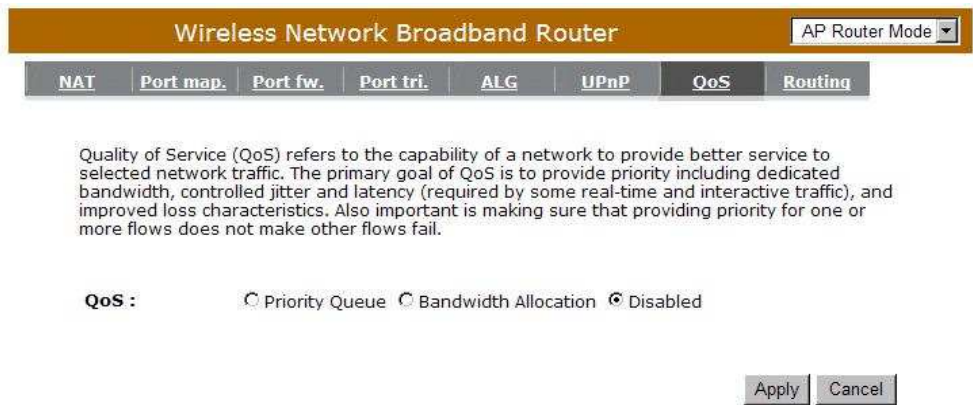 Wireless Network Broadband Router
AP Router Mode
NAT Port map. Port fw. Port tri. ALG UPnP QoS Routing
Quality of Service (QoS) refers to the capability of a network to provide better service to
selected network traffic. The primary goal of QoS is to provide priority including dedicated
bandwidth, controlled jitter and latency (required by some real-time and interactive traffic), and
improved loss characteristics. Also important is making sure that providing priority for one or
more flows does not make other flows fail.
QoS : Priority Queue Bandwidth Allocation Disabled
Apply Cancel